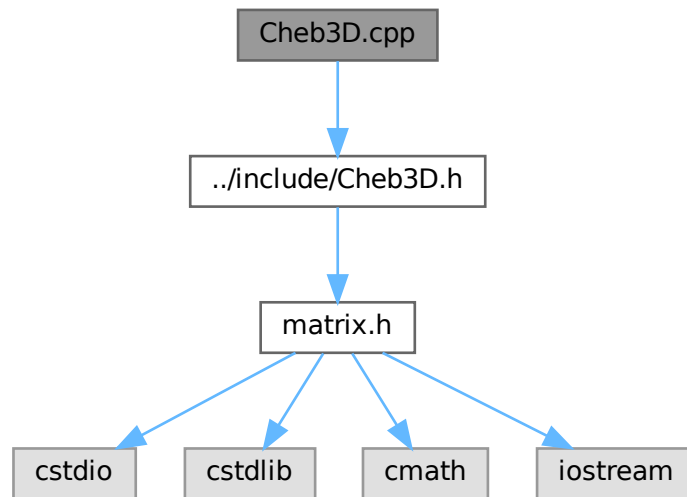 Cheb3D.cpp
../include/Cheb3D.h
matrix.h
cstdio
cstdlib
cmath
iostream